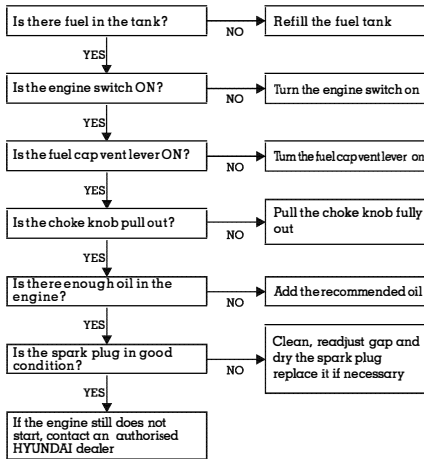 Is there fuel in the tank?
NO
Refill the fuel tank
YES
Is the engine switch ON?
NO
Turn the engine switch on
YES
Is the fuel cap vent lever ON?
NO
Turn the fuel cap vent lever on
YES
Is the choke knob pull out?
NO
Pull the choke knob fully
out
YES
Is there enough oil in the
engine?
NO
Add the recommended oil
YES
Is the spark plug in good
condition?
NO
Clean, readjust gap and
dry the spark plug
replace it if necessary
YES
If the engine still does not
start, contact an authorised
HYUNDAI dealer